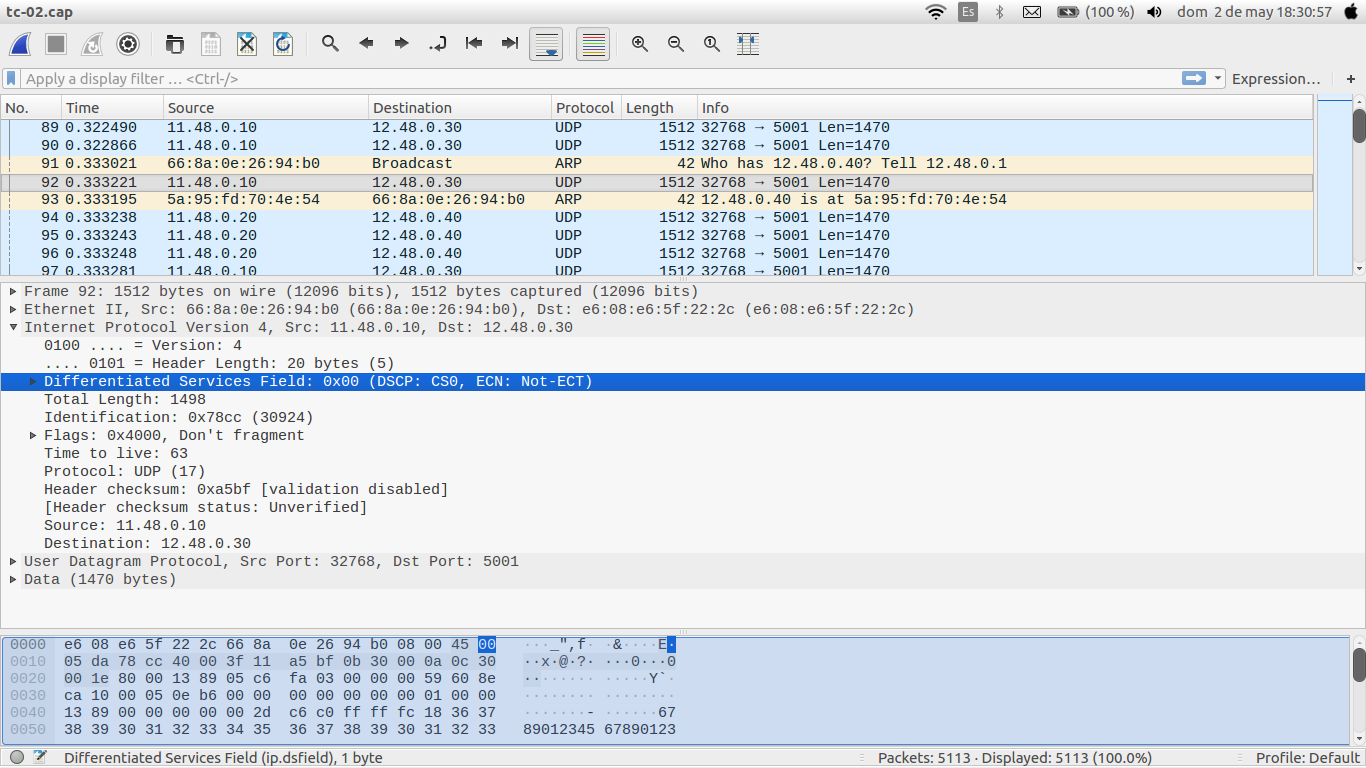 tc-02.cap Es (100 %) dom 2 de may 18:30:57
Apply a display filter … <Ctrl-/> Expression… +
No. Time Source Destination Protocol Length Info
89 0.322490 11.48.0.10 12.48.0.30 UDP 1512 32768 → 5001 Len=1470
90 0.322866 11.48.0.10 12.48.0.30 UDP 1512 32768 → 5001 Len=1470
91 0.333021 66:8a:0e:26:94:b0 Broadcast ARP 42 Who has 12.48.0.40? Tell 12.48.0.1
92 0.333221 11.48.0.10 12.48.0.30 UDP 1512 32768 → 5001 Len=1470
93 0.333195 5a:95:fd:70:4e:54 66:8a:0e:26:94:b0 ARP 42 12.48.0.40 is at 5a:95:fd:70:4e:54
94 0.333238 11.48.0.20 12.48.0.40 UDP 1512 32768 → 5001 Len=1470
95 0.333243 11.48.0.20 12.48.0.40 UDP 1512 32768 → 5001 Len=1470
96 0.333248 11.48.0.20 12.48.0.40 UDP 1512 32768 → 5001 Len=1470
97 0.333281 11.48.0.10 12.48.0.30 UDP 1512 32768 → 5001 Len=1470
Frame 92: 1512 bytes on wire (12096 bits), 1512 bytes captured (12096 bits)
Ethernet II, Src: 66:8a:0e:26:94:b0 (66:8a:0e:26:94:b0), Dst: e6:08:e6:5f:22:2c (e6:08:e6:5f:22:2c)
Internet Protocol Version 4, Src: 11.48.0.10, Dst: 12.48.0.30
0100 .... = Version: 4
.... 0101 = Header Length: 20 bytes (5)
Differentiated Services Field: 0x00 (DSCP: CS0, ECN: Not-ECT)
Total Length: 1498
Identification: 0x78cc (30924)
Flags: 0x4000, Don't fragment
Time to live: 63
Protocol: UDP (17)
Header checksum: 0xa5bf [validation disabled]
[Header checksum status: Unverified]
Source: 11.48.0.10
Destination: 12.48.0.30
User Datagram Protocol, Src Port: 32768, Dst Port: 5001
Data (1470 bytes)
0000 e6 08 e6 5f 22 2c 66 8a 0e 26 94 b0 08 00 45 00 ···_",f· ·&····E·
0010 05 da 78 cc 40 00 3f 11 a5 bf 0b 30 00 0a 0c 30 ··x·@·?· ···0···0
0020 00 1e 80 00 13 89 05 c6 fa 03 00 00 00 59 60 8e ········ ·····Y`·
0030 ca 10 00 05 0e b6 00 00 00 00 00 00 01 00 00 ········ ········
0040 13 89 00 00 00 00 00 2d c6 c0 ff ff fc 18 36 37 ·······- ······67
0050 38 39 30 31 32 33 34 35 36 37 38 39 30 31 32 33 89012345 67890123
Differentiated Services Field (ip.dsfield), 1 byte Packets: 5113 · Displayed: 5113 (100.0%) Profile: Default